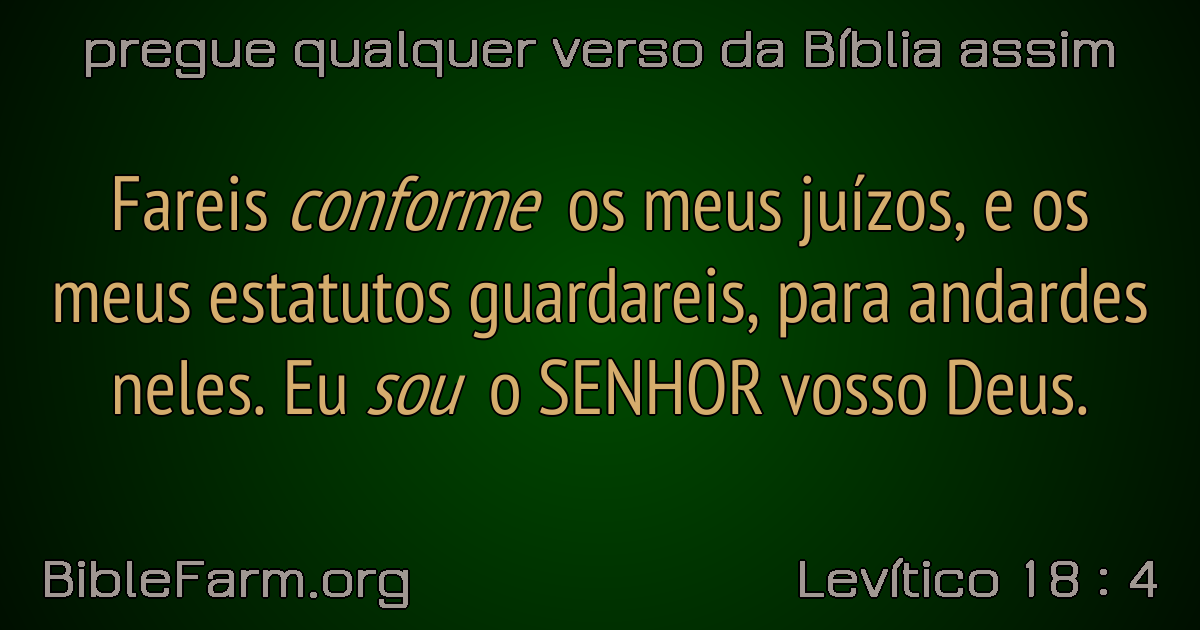 pregue qualquer verso da Bíblia assim
Fareis conforme os meus juízos, e os
meus estatutos guardareis, para andardes
neles. Eu sou o SENHOR vosso Deus.
BibleFarm.org
Levítico 18 : 4